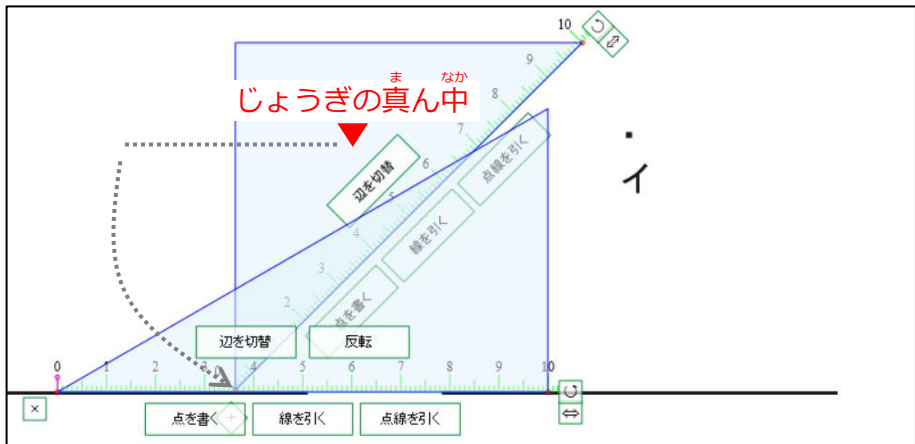 10
9
8
7
6
5
4
3
2
じょうぎの真ん中
ま なか
辺を切替
点線を引く
線を引く
点を書く
イ
辺を切替 反転
0 1 2 3 4 5 6 7 8 9 10
×
点を書く 線を引く 点線を引く